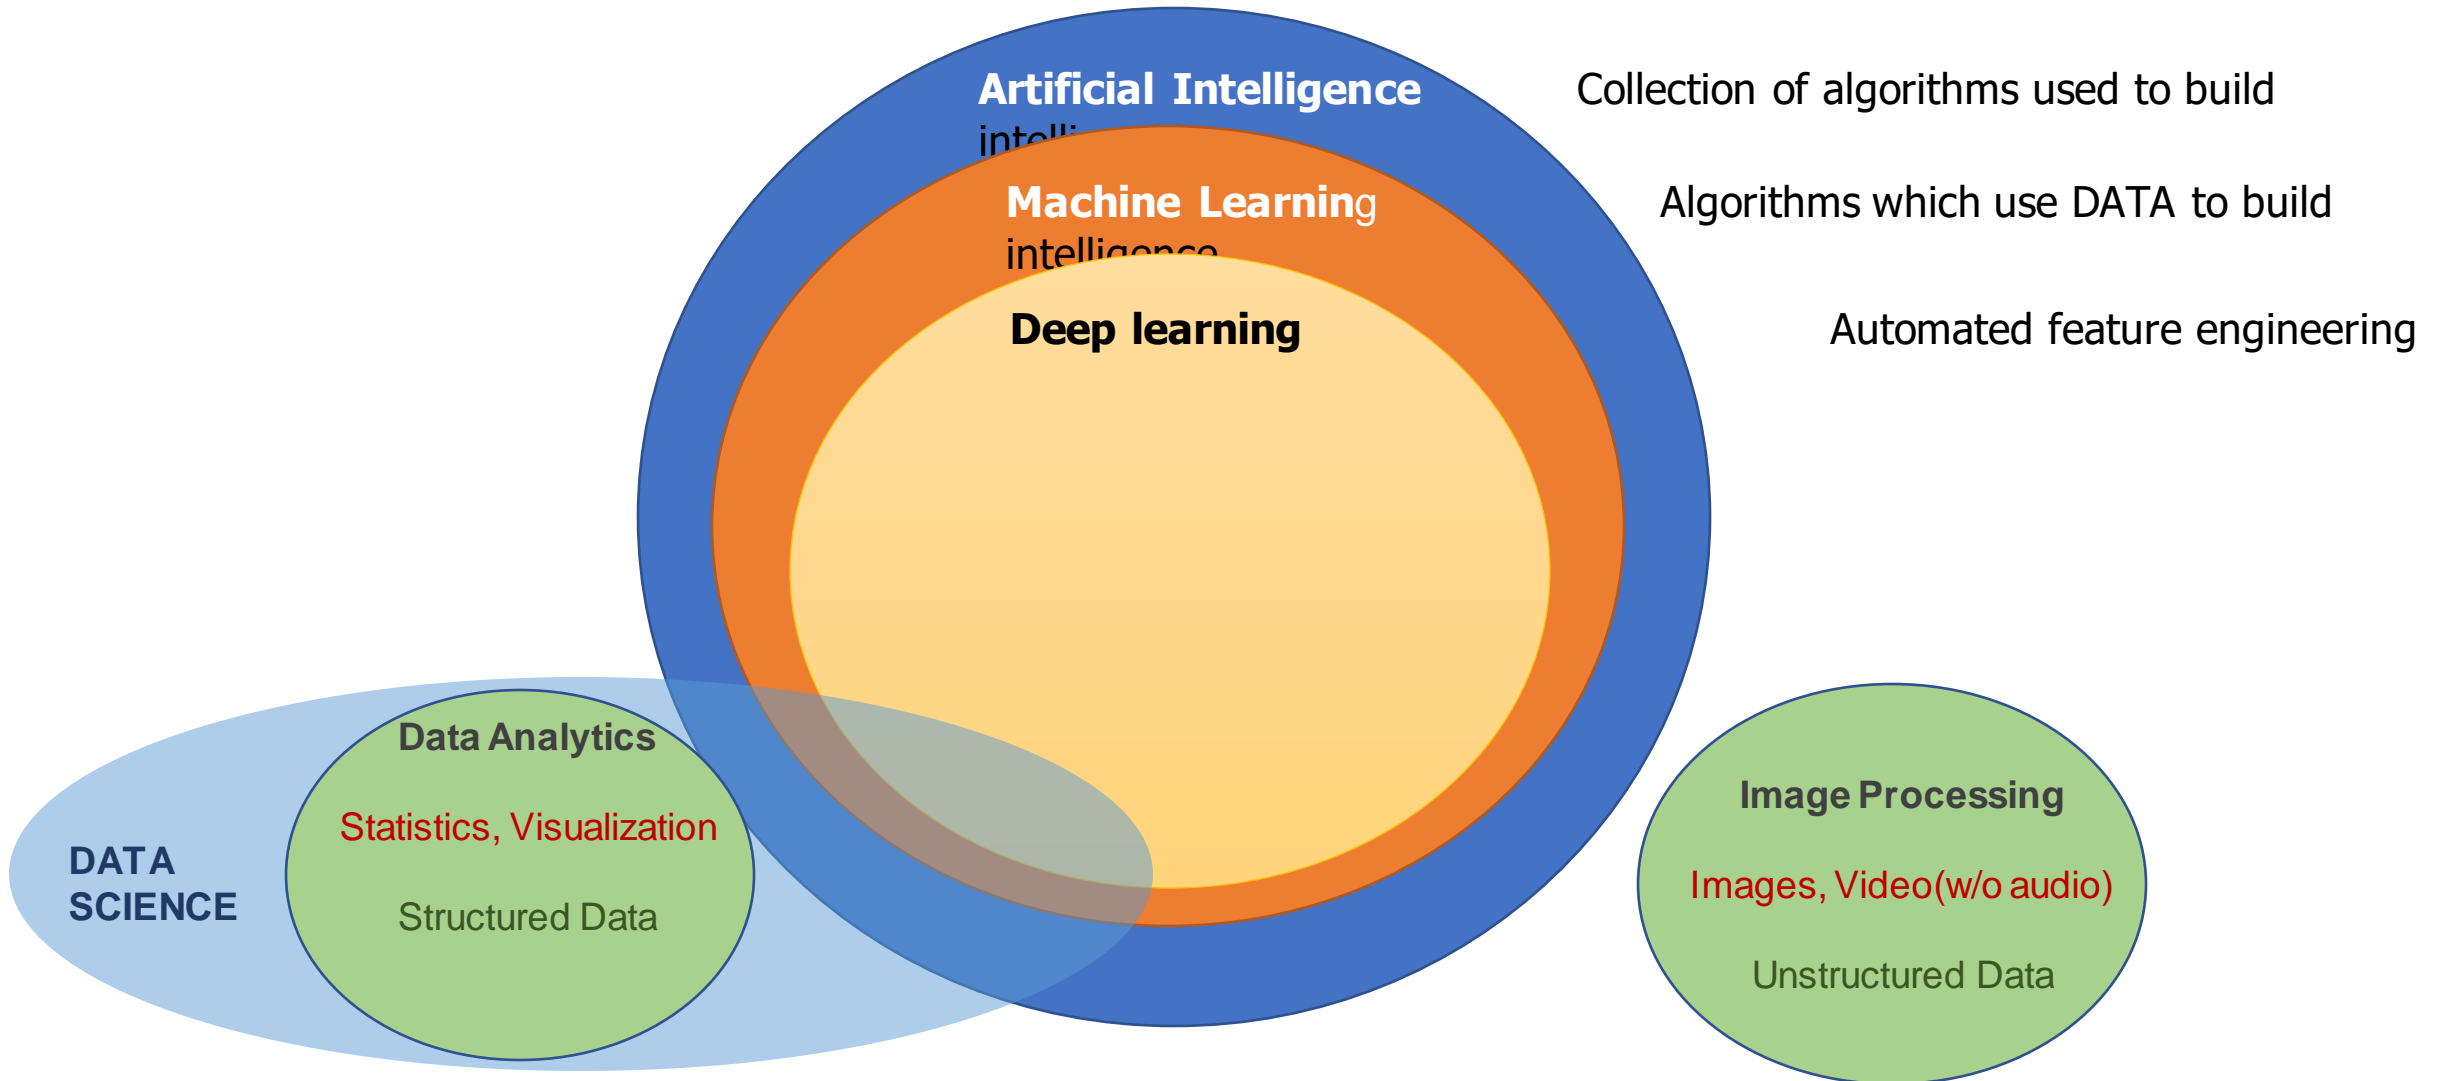 Artificial Intelligence Collection of algorithms used to build
Machine Learning Algorithms which use DATA to build
intelligence
Deep learning Automated feature engineering
Data Analytics
Statistics, Visualization
Structured Data
DATA
SCIENCE
Image Processing
Images, Video(w/o audio)
Unstructured Data